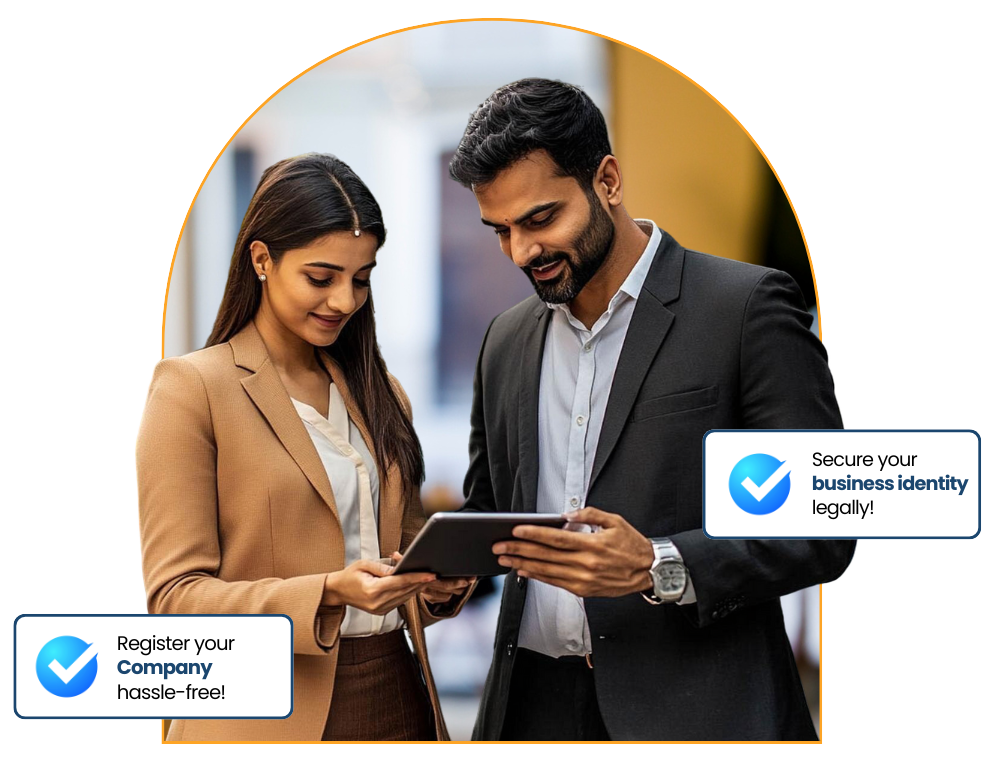 Secure your
business identity
legally!
Register your
Company
hassle-free!